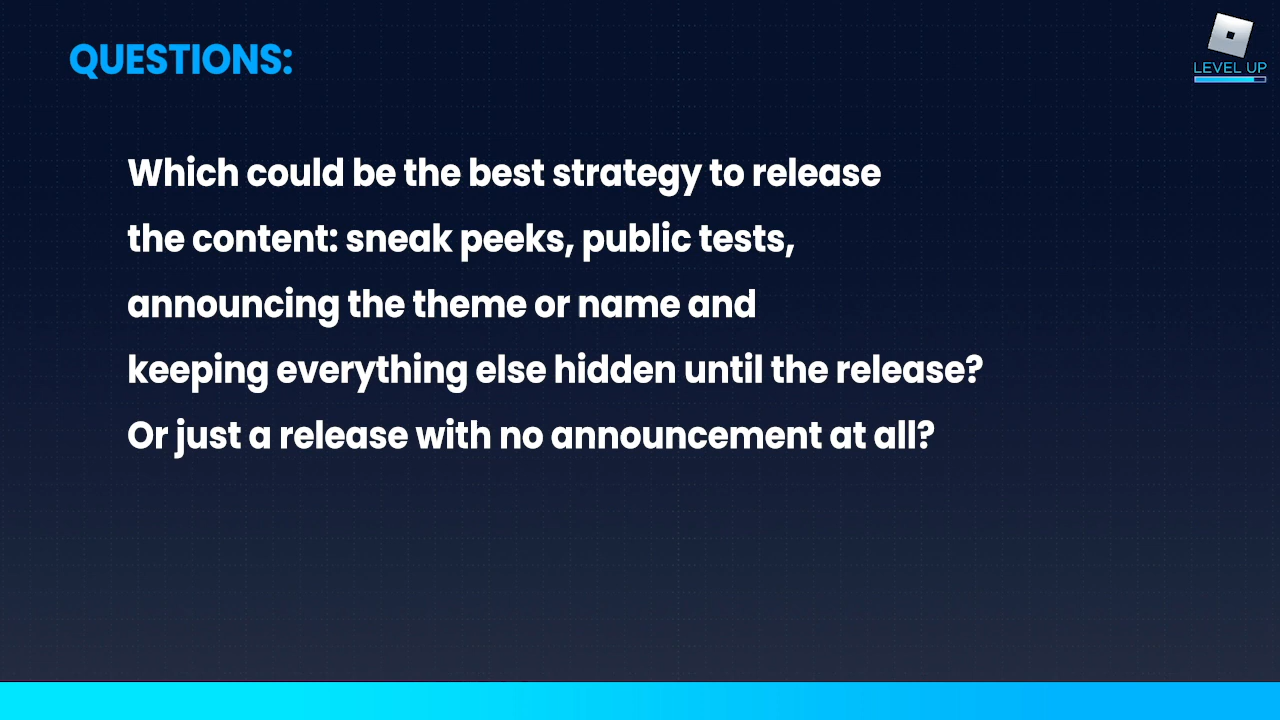 QUESTIONS:
LEVEL UP
Which could be the best strategy to release
the content: sneak peeks, public tests,
announcing the theme or name and
keeping everything else hidden until the release?
Or just a release with no announcement at all?